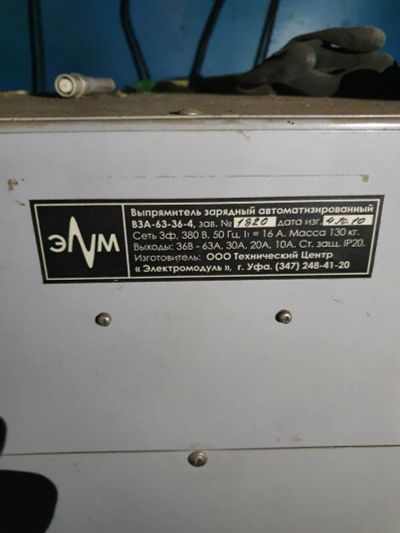 ЭЛМ
Выпрямитель зарядный автоматизированный
ВЗА-63-36-4, зав. № 1820 дата изг. 4.10.10
Сеть 3ф, 380 В. 50 Гц, I₁ = 16 А. Масса 130 кг.
Выходы: 36В - 63А, 30А, 20А, 10А. Ст. защ. IP20.
Изготовитель: ООО Технический Центр
« Электромодуль », г. Уфа. (347) 248-41-20